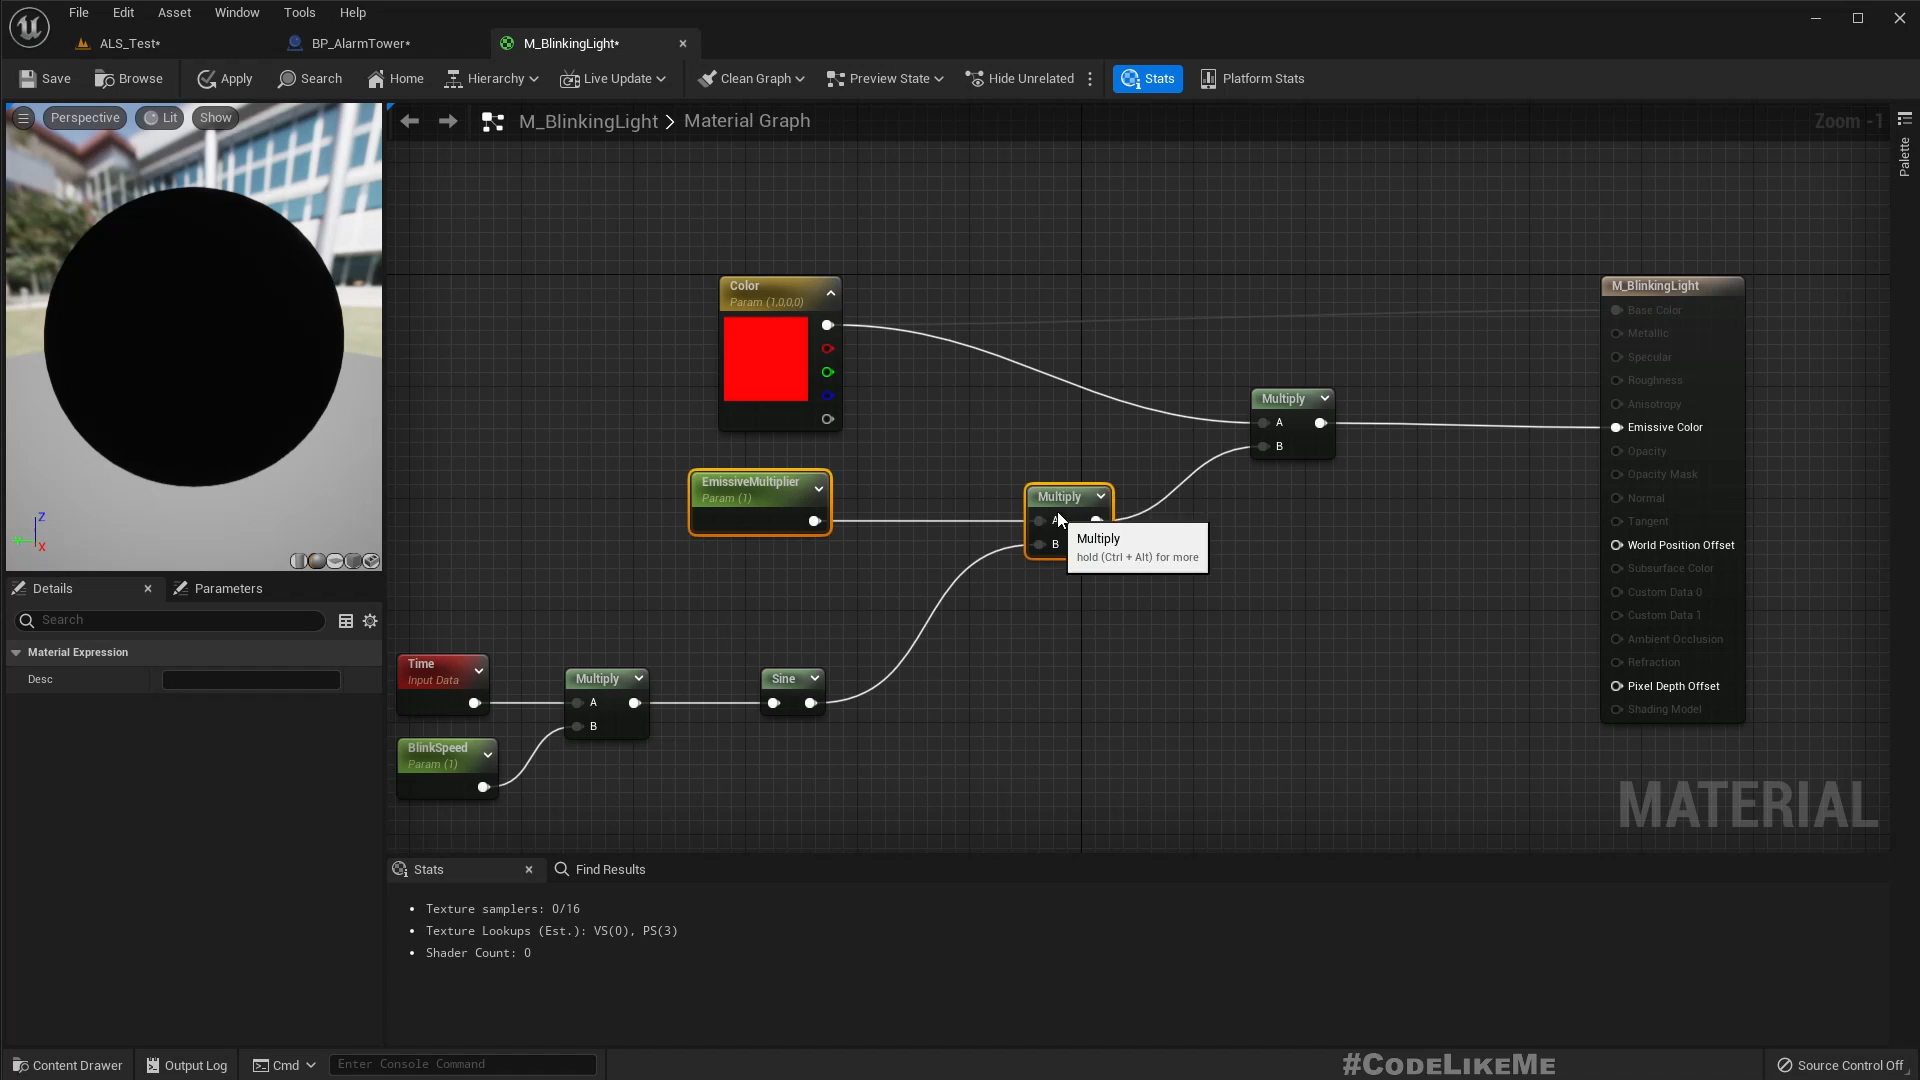 File Edit Asset Window Tools Help
ALS_Test* BP_AlarmTower* M_BlinkingLight*
Save Browse Apply Search Home Hierarchy Live Update Clean Graph Preview State Hide Unrelated Stats Platform Stats
Perspective Lit Show
M_BlinkingLight > Material Graph
Zoom -1
Palette
Color
Param (1,0,0,0)
M_BlinkingLight
Base Color
Metallic
Specular
Roughness
Anisotropy
Emissive Color
Opacity
Opacity Mask
Normal
Tangent
World Position Offset
Subsurface Color
Custom Data 0
Custom Data 1
Ambient Occlusion
Refraction
Pixel Depth Offset
Shading Model
Multiply
A
B
EmissiveMultiplier
Param (1)
Multiply
A
B
Multiply
hold (Ctrl + Alt) for more
Z
X
Details Parameters
Search
Material Expression
Desc
Time
Input Data
Multiply
A
B
Sine
BlinkSpeed
Param (1)
MATERIAL
Stats Find Results
Texture samplers: 0/16
Texture Lookups (Est.): VS(0), PS(3)
Shader Count: 0
Content Drawer Output Log Cmd Enter Console Command
#CodeLikeMe
Source Control Off